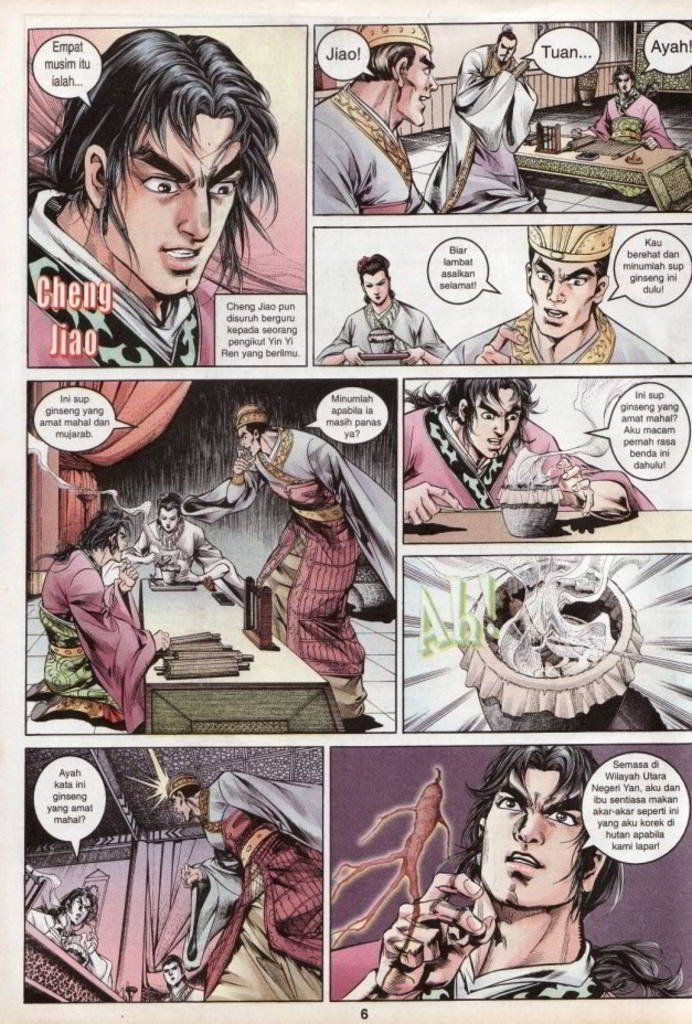 Empat
musim itu
ialah...
Cheng
Jiao
Cheng Jiao pun
disuruh berguru
kepada seorang
pengikut Yin Yi
Ren yang berilmu.
Jiao!
Tuan...
Ayah!
Biar
lambat
asalkan
selamat!
Kau
berehat dan
minumlah sup
ginseng ini
dulu!
Ini sup
ginseng yang
amat mahal dan
mujarab.
Minumlah
apabila ia
masih panas
ya?
Ini sup
ginseng yang
amat mahal?
Aku macam
pernah rasa
benda ini
dahulu!
Ah!
Ayah
kata ini
ginseng
yang amat
mahal?
Semasa di
Wilayah Utara
Negeri Yan, aku dan
ibu sentiasa makan
akar-akar seperti ini
yang aku korek di
hutan apabila
kami lapar!
6